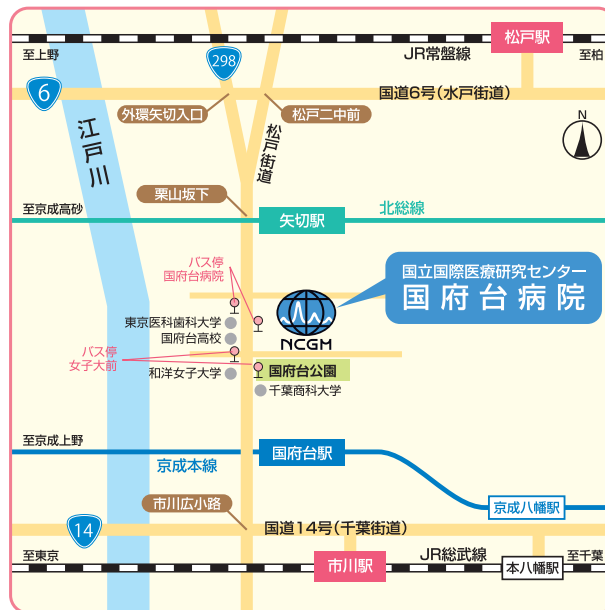 松戸駅
至上野
JR常盤線
至柏
298
6
国道6号(水戸街道)
外環矢切入口
松戸二中前
N
江戸川
松戸街道
栗山坂下
至京成高砂
矢切駅
北総線
バス停
国府台病院
国立国際医療研究センター
国府台病院
NCGM
東京医科歯科大学
国府台高校
バス停
女子大前
和洋女子大学
国府台公園
千葉商科大学
至京成上野
京成本線
国府台駅
京成八幡駅
市川広小路
14
国道14号(千葉街道)
至東京
市川駅
JR総武線
本八幡駅
至千葉